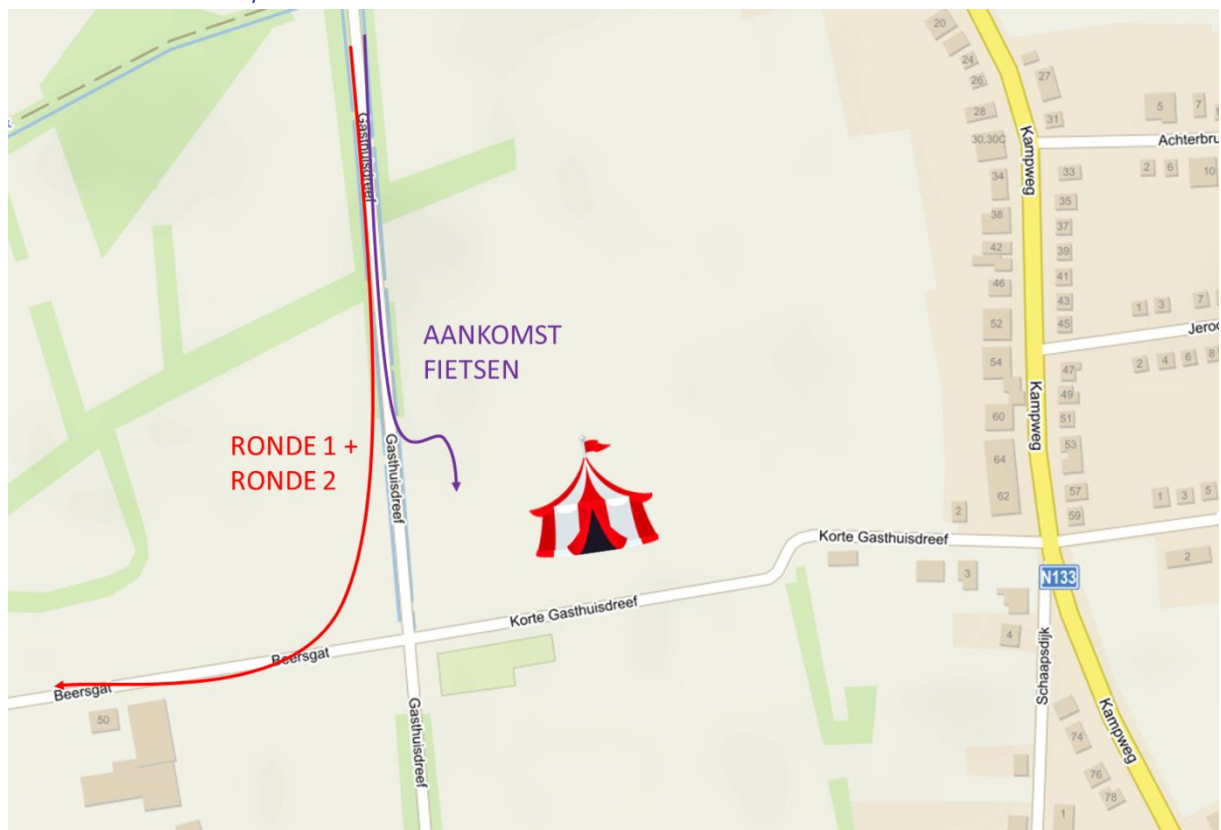 20
24
26
28
30,30C
34
38
42
46
52
54
60
64
62
2
27
31
5
7
Achterbru
33
2
6
10
35
37
39
41
43
45
1
3
7
Jeroo
47
2
4
6
8
49
51
53
57
59
1
3
5
2
Kampweg
Kampweg
Kampweg
Gasthuisdreef
AANKOMST
FIETSEN
RONDE 1 +
RONDE 2
Gasthuisdreef
Korte Gasthuisdreef
N133
3
4
Korte Gasthuisdreef
Beersgat
Beersgat
50
Gasthuisdreef
Schaapsdijk
74
76
78
1